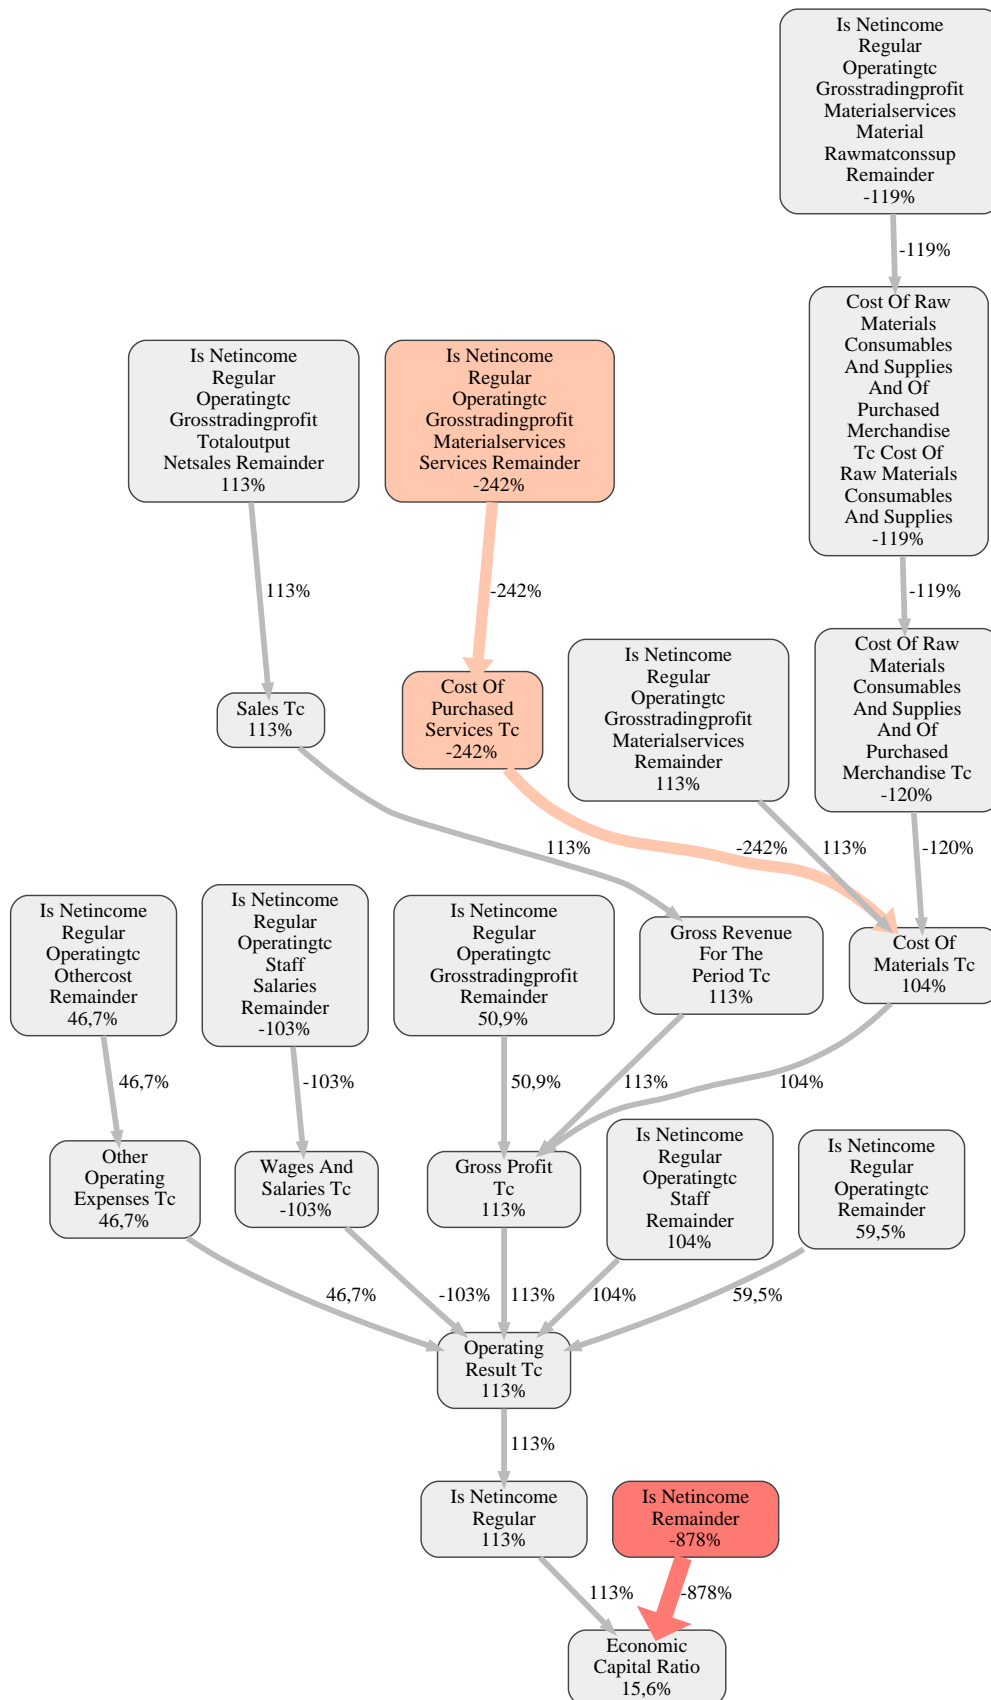 Is Netincome
Regular
Operatingtc
Grosstradingprofit
Materialservices
Material
Rawmatconssup
Remainder
-119%
-119%
Cost Of Raw
Materials
Consumables
And Supplies
And Of
Purchased
Merchandise
Tc Cost Of
Raw Materials
Consumables
And Supplies
-119%
Is Netincome
Regular
Operatingtc
Grosstradingprofit
Totaloutput
Netsales Remainder
113%
Is Netincome
Regular
Operatingtc
Grosstradingprofit
Materialservices
Services Remainder
-242%
113%
-242%
-119%
Sales Tc
113%
Cost Of
Purchased
Services Tc
-242%
Is Netincome
Regular
Operatingtc
Grosstradingprofit
Materialservices
Remainder
113%
Cost Of Raw
Materials
Consumables
And Supplies
And Of
Purchased
Merchandise Tc
-120%
113%
-242%
113%
-120%
Is Netincome
Regular
Operatingtc
Othercost
Remainder
46,7%
Is Netincome
Regular
Operatingtc
Staff
Salaries
Remainder
-103%
Is Netincome
Regular
Operatingtc
Grosstradingprofit
Remainder
50,9%
Gross Revenue
For The
Period Tc
113%
Cost Of
Materials Tc
104%
46,7%
-103%
50,9%
113%
104%
Other
Operating
Expenses Tc
46,7%
Wages And
Salaries Tc
-103%
Gross Profit
Tc
113%
Is Netincome
Regular
Operatingtc
Staff
Remainder
104%
Is Netincome
Regular
Operatingtc
Remainder
59,5%
46,7%
-103%
113%
104%
59,5%
Operating
Result Tc
113%
113%
Is Netincome
Regular
113%
Is Netincome
Remainder
-878%
113%
-878%
Economic
Capital Ratio
15,6%